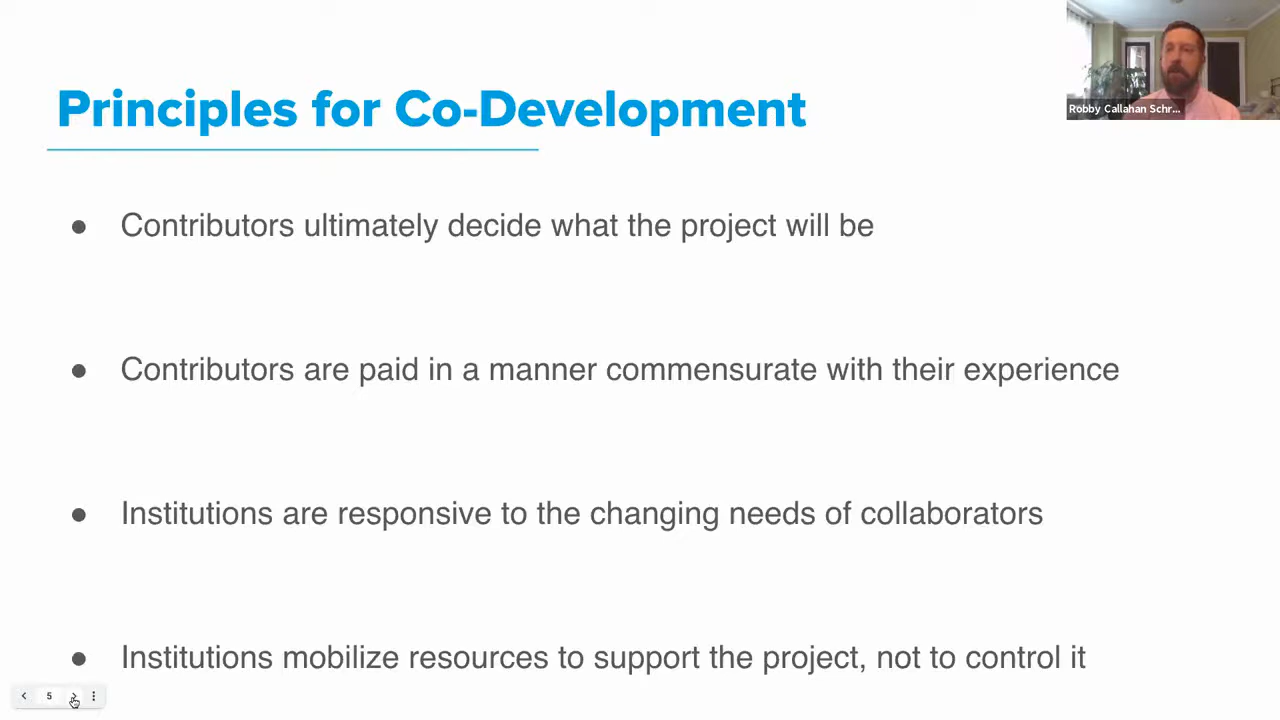 Principles for Co-Development
Robby Callahan Schr...
● Contributors ultimately decide what the project will be
● Contributors are paid in a manner commensurate with their experience
● Institutions are responsive to the changing needs of collaborators
● Institutions mobilize resources to support the project, not to control it
5